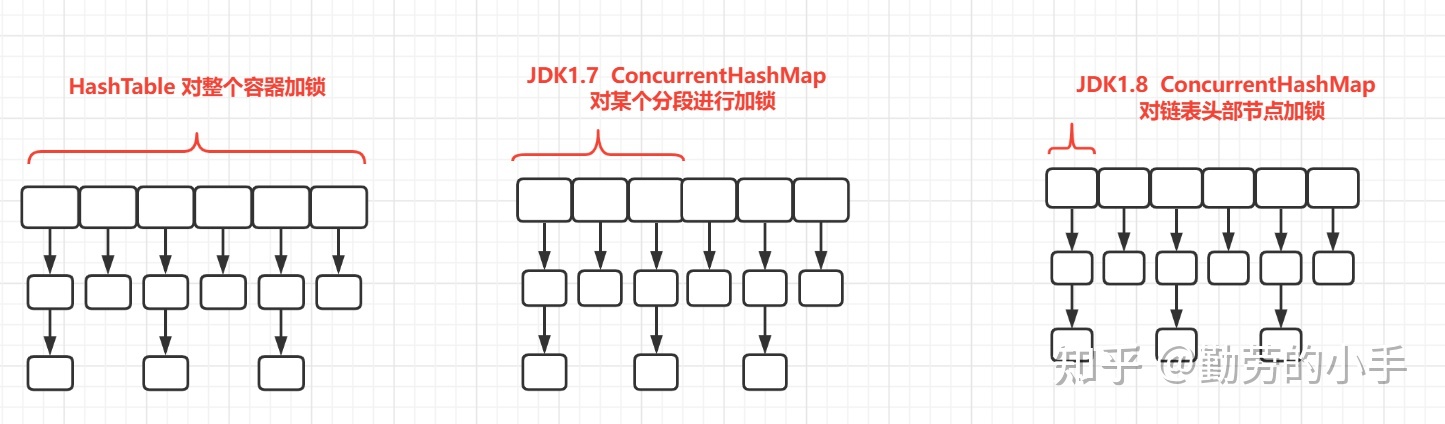 HashTable 对整个容器加锁
JDK1.7 ConcurrentHashMap
对某个分段进行加锁
JDK1.8 ConcurrentHashMap
对链表头部节点加锁
知乎 @勤劳的小手